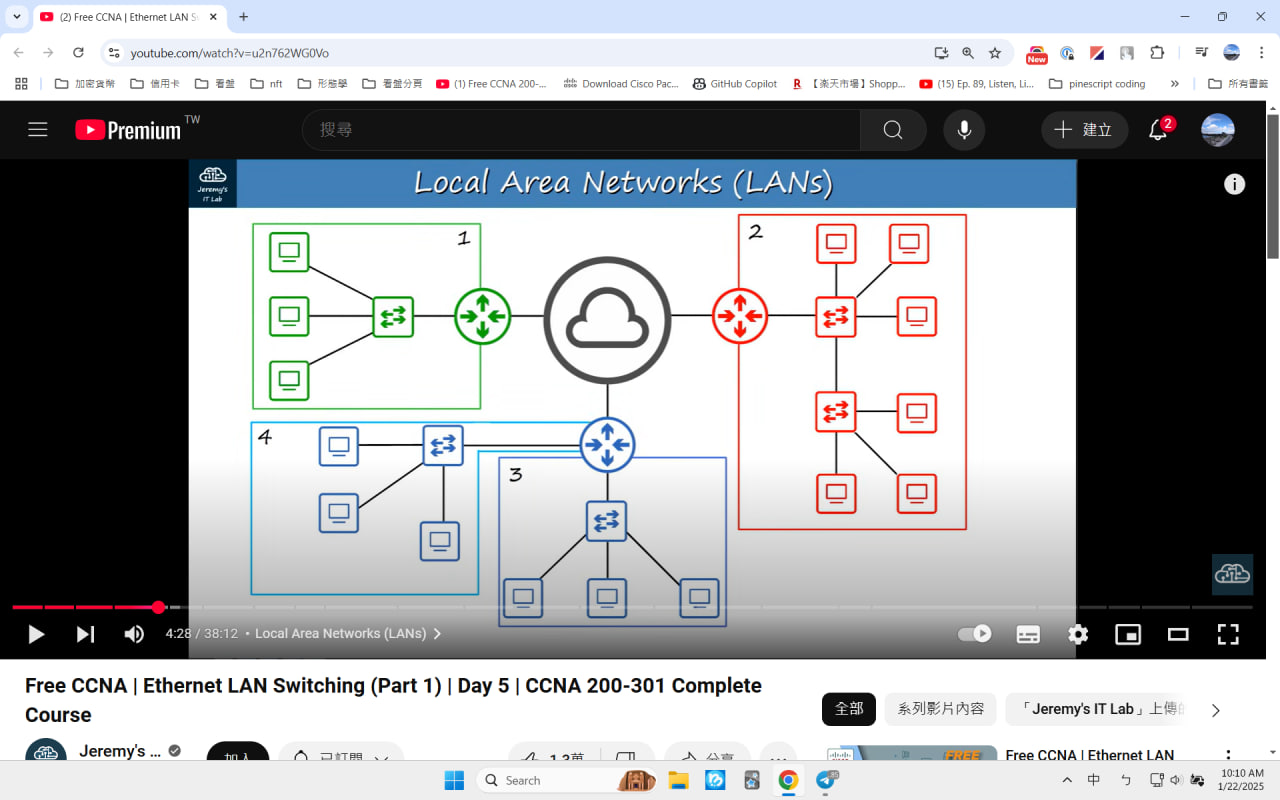 (2) Free CCNA | Ethernet LAN S
youtube.com/watch?v=u2n762WG0Vo
New
加密貨幣
信用卡
看盤
nft
形態學
看盤分頁
(1) Free CCNA 200-...
Download Cisco Pac...
GitHub Copilot
【楽天市場】Shopp...
(15) Ep. 89, Listen, Li...
pinescript coding
»
所有書籤
Premium TW
搜尋
建立
2
Jeremy's
IT Lab
Local Area Networks (LANs)
1
2
4
3
4:28 / 38:12 • Local Area Networks (LANs)
Free CCNA | Ethernet LAN Switching (Part 1) | Day 5 | CCNA 200-301 Complete
Course
全部
系列影片內容
「Jeremy's IT Lab」上傳的
Jeremy's ...
加入
已訂閱
1.3萬
分享
FREE
Free CCNA | Ethernet LAN
Search
85
中
ㄅ
10:10 AM
1/22/2025